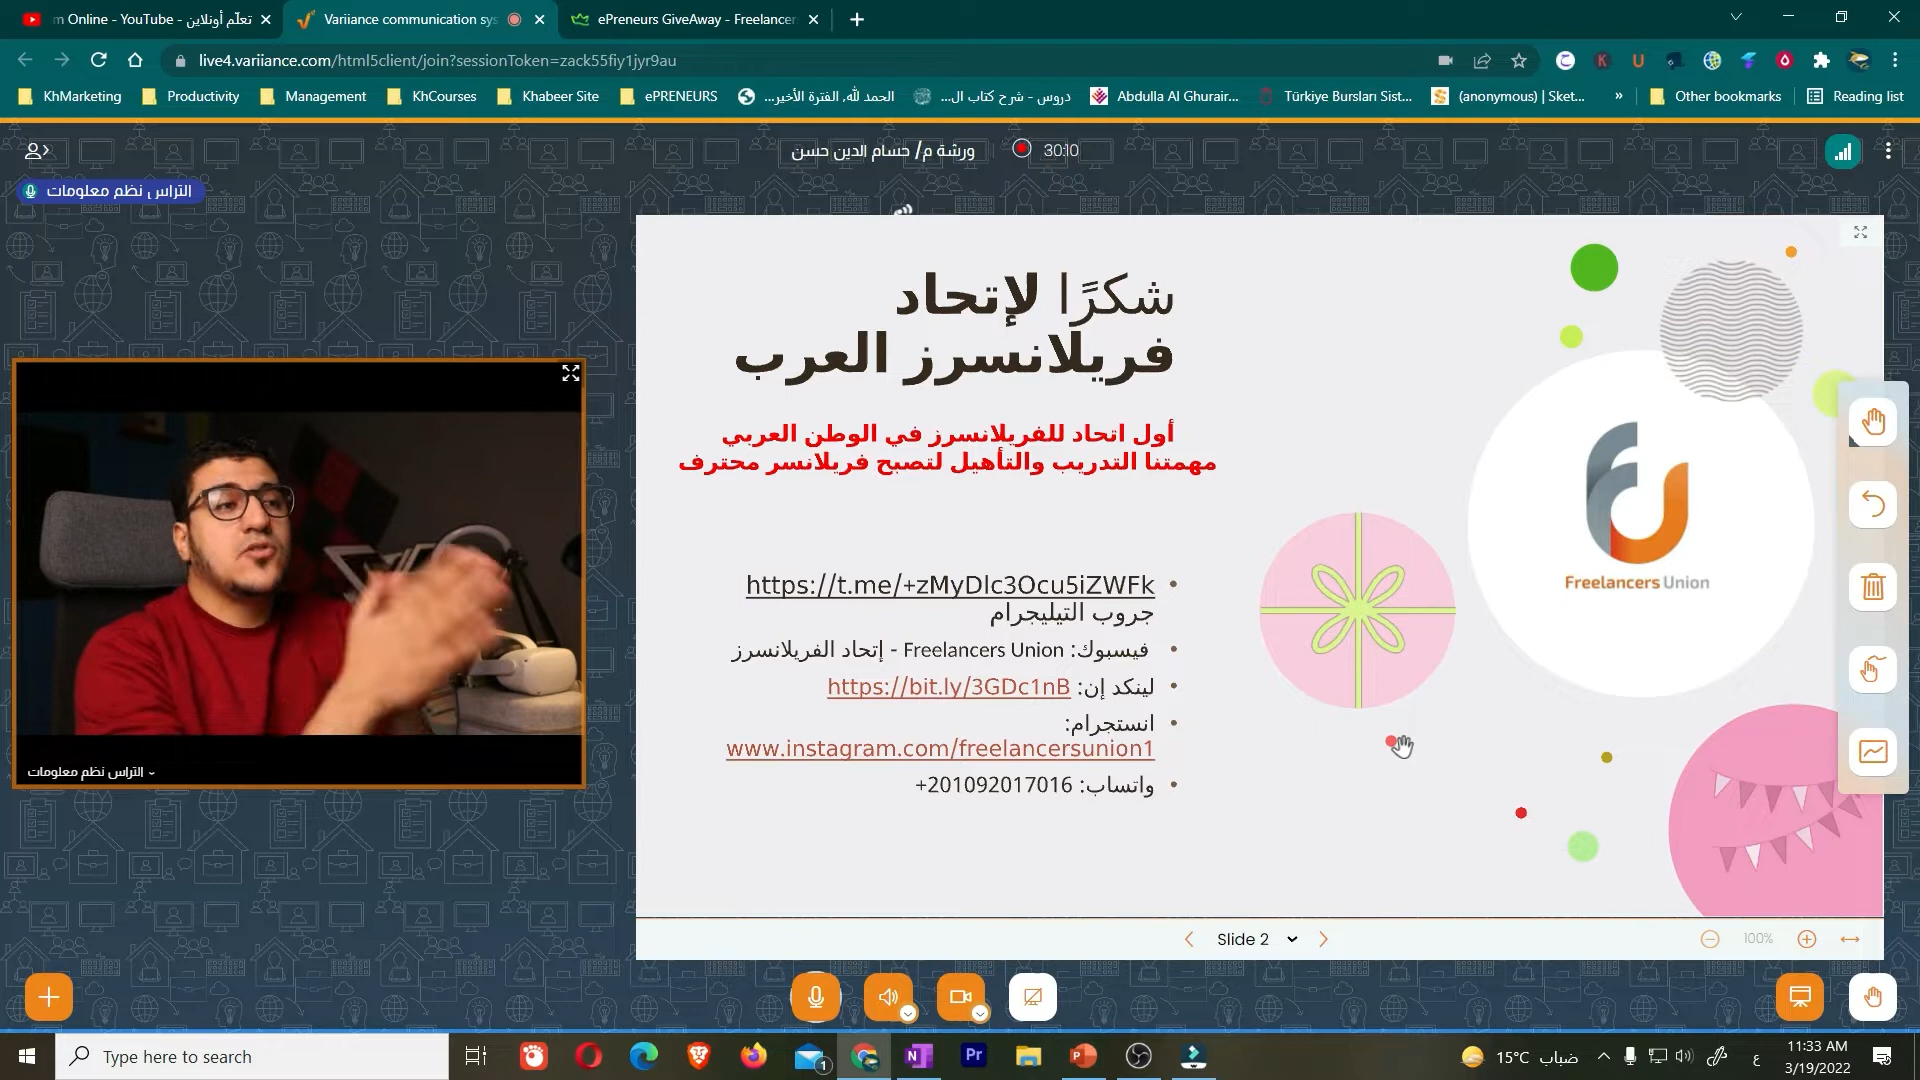 m Online - YouTube - تعلّم أونلاين
Variiance communication sys
ePreneurs GiveAway - Freelancer
live4.variiance.com/html5client/join?sessionToken=zack55fiy1jyr9au
KhMarketing
Productivity
Management
KhCourses
Khabeer Site
ePRENEURS
الحمد لله, الفترة الأخير...
دروس - شرح كتاب ال...
Abdulla Al Ghurair...
Türkiye Bursları Sist...
(anonymous) | Sket...
»
Other bookmarks
Reading list
ورشة م/ حسام الدين حسن
30:10
التراس نظم معلومات
شكرًا لإتحاد
فريلانسرز العرب
أول اتحاد للفريلانسرز في الوطن العربي
مهمتنا التدريب والتأهيل لتصبح فريلانسر محترف
https://t.me/+zMyDlc3Ocu5iZWFk
جروب التيليجرام
فيسبوك: Freelancers Union - إتحاد الفريلانسرز
لينكد إن: https://bit.ly/3GDc1nB
انستجرام:
www.instagram.com/freelancersunion1
واتساب: 201092017016+
Freelancers Union
التراس نظم معلومات
Slide 2
100%
Type here to search
1
N
Pr
P
15°C ضباب
ع
11:33 AM
3/19/2022